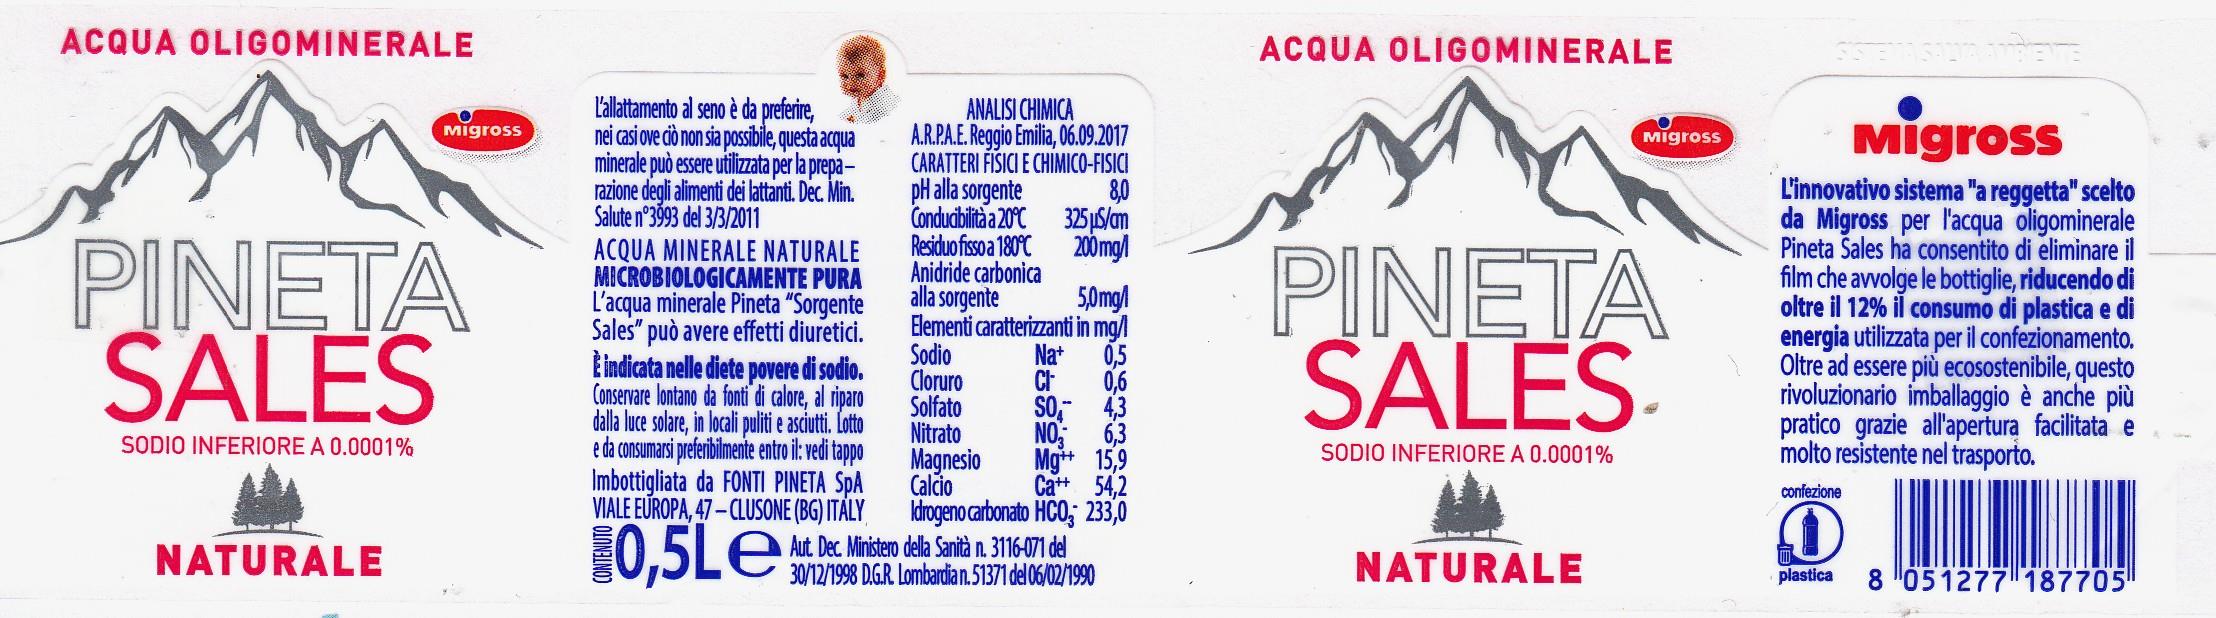 ACQUA OLIGOMINERALE
Migross
PINETA
SALES
SODIO INFERIORE A 0.0001%
NATURALE
L'allattamento al seno è da preferire,
nei casi ove ciò non sia possibile, questa acqua
minerale può essere utilizzata per la prepa–
razione degli alimenti dei lattanti. Dec. Min.
Salute n°3993 del 3/3/2011
ACQUA MINERALE NATURALE
MICROBIOLOGICAMENTE PURA
L'acqua minerale Pineta “Sorgente
Sales” può avere effetti diuretici.
È indicata nelle diete povere di sodio.
Conservare lontano da fonti di calore, al riparo
dalla luce solare, in locali puliti e asciutti. Lotto
e da consumarsi preferibilmente entro il: vedi tappo
Imbottigliata da FONTI PINETA SpA
VIALE EUROPA, 47 – CLUSONE (BG) ITALY
CONTENUTO
0,5L e
Aut. Dec. Ministero della Sanità n. 3116-071 del
30/12/1998 D.G.R. Lombardia n. 51371 del 06/02/1990
ANALISI CHIMICA
A.R.P.A.E. Reggio Emilia, 06.09.2017
CARATTERI FISICI E CHIMICO-FISICI
pH alla sorgente 8,0
Conducibilità a 20°C 325 µS/cm
Residuo fisso a 180°C 200 mg/l
Anidride carbonica
alla sorgente 5,0 mg/l
Elementi caratterizzanti in mg/l
Sodio Na+ 0,5
Cloruro Cl- 0,6
Solfato SO4-- 4,3
Nitrato NO3- 6,3
Magnesio Mg++ 15,9
Calcio Ca++ 54,2
Idrogeno carbonato HCO3- 233,0
ACQUA OLIGOMINERALE
Migross
PINETA
SALES
SODIO INFERIORE A 0.0001%
NATURALE
SISTEMA SALVA AMBIENTE
Migross
L'innovativo sistema "a reggetta" scelto
da Migross per l'acqua oligominerale
Pineta Sales ha consentito di eliminare il
film che avvolge le bottiglie, riducendo di
oltre il 12% il consumo di plastica e di
energia utilizzata per il confezionamento.
Oltre ad essere più ecosostenibile, questo
rivoluzionario imballaggio è anche più
pratico grazie all'apertura facilitata e
molto resistente nel trasporto.
confezione
plastica
8 051277 187705